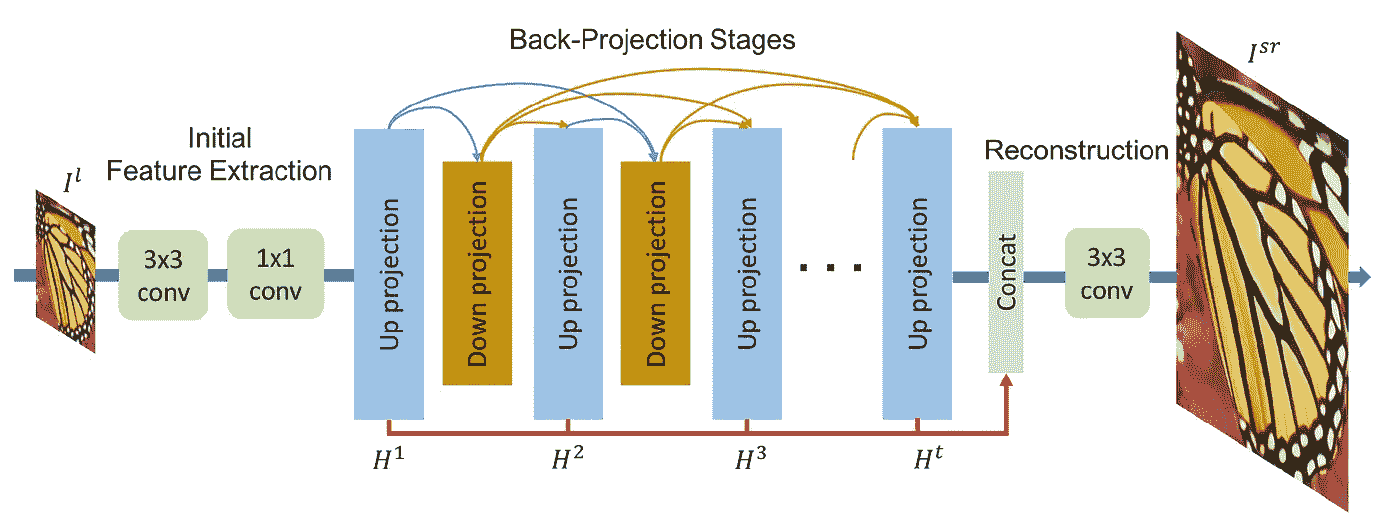 Back-Projection Stages
I^{sr}
Initial
Feature Extraction
Reconstruction
I^l
3x3
conv
1x1
conv
Up projection
Down projection
Up projection
Down projection
Up projection
...
Up projection
Concat
3x3
conv
H^1
H^2
H^3
H^t